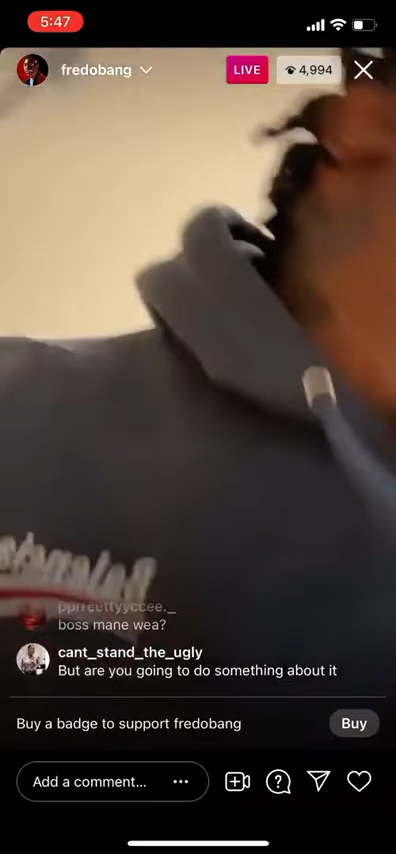 5:47
fredobang
LIVE
4,994
pprreettyyccee._
boss mane wea?
cant_stand_the_ugly
But are you going to do something about it
Buy a badge to support fredobang
Buy
Add a comment...